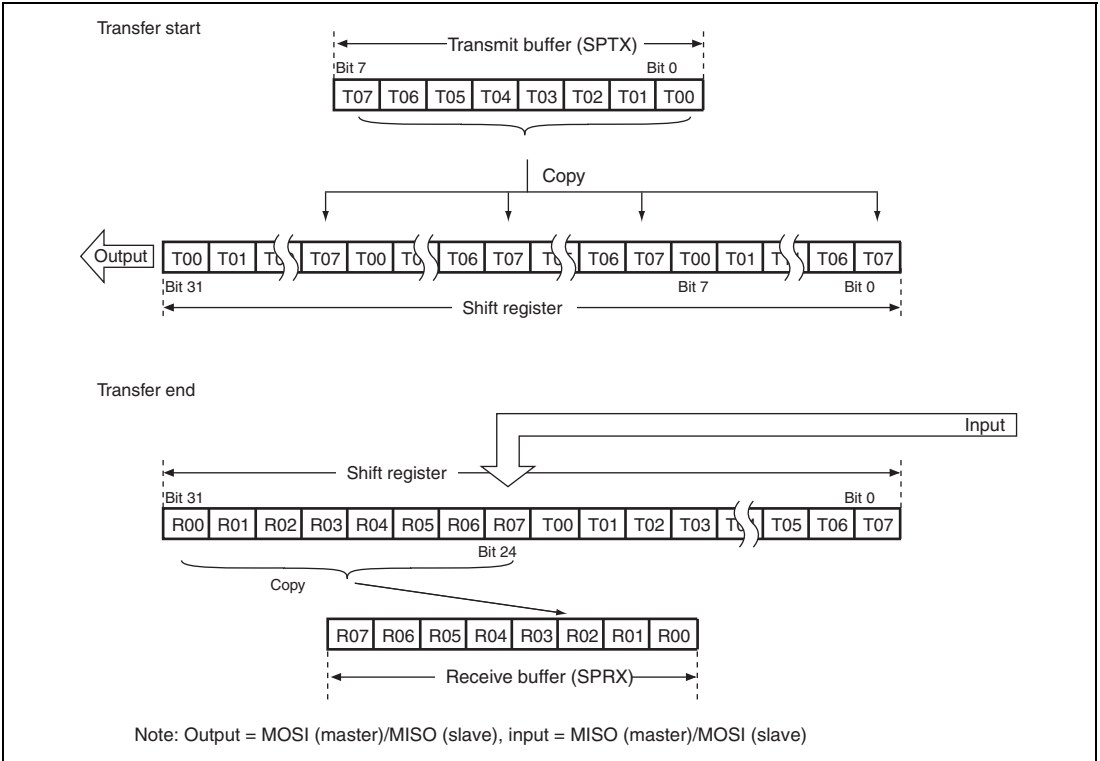 Transfer start
Transmit buffer (SPTX)
Bit 7 Bit 0
T07 T06 T05 T04 T03 T02 T01 T00
Copy
Output T00 T01 T07 T00 T06 T07 T06 T07 T00 T01 T06 T07
Bit 31 Bit 7 Bit 0
Shift register
Transfer end
Input
Shift register
Bit 31 Bit 0
R00 R01 R02 R03 R04 R05 R06 R07 T00 T01 T02 T03 T05 T06 T07
Bit 24
Copy
R07 R06 R05 R04 R03 R02 R01 R00
Receive buffer (SPRX)
Note: Output = MOSI (master)/MISO (slave), input = MISO (master)/MOSI (slave)